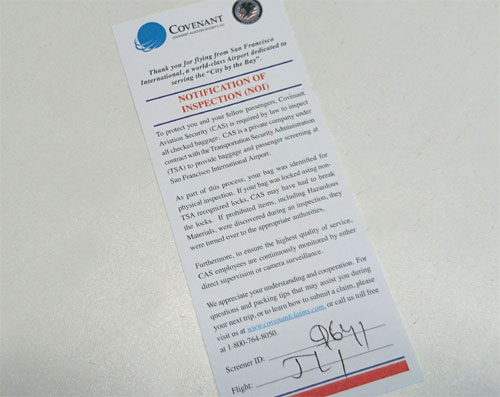 COVENANT
COVENANT AVIATION SECURITY, LLC
Thank you for flying from San Francisco
International, a world-class Airport dedicated to
serving the "City by the Bay".
NOTIFICATION OF
INSPECTION (NOI)
To protect you and your fellow passengers, Covenant
Aviation Security (CAS) is required by law to inspect
all checked baggage. CAS is a private company under
contract with the Transportation Security Administration
(TSA) to provide baggage and passenger screening at
San Francisco International Airport.
As part of this process, your bag was identified for
physical inspection. If your bag was locked using non-
TSA recognized locks, CAS may have had to break
the locks. If prohibited items, including Hazardous
Materials, were discovered during an inspection, they
were turned over to the appropriate authorities.
Furthermore, to ensure the highest quality of service,
CAS employees are continuously monitored by either
direct supervision or camera surveillance.
We appreciate your understanding and cooperation. For
questions and packing tips that may assist you during
your next trip, or to learn how to submit a claim, please
visit us at www.covenantclaims.com, or call us toll free
at 1-800-764-8050.
Screener ID:
Flight: